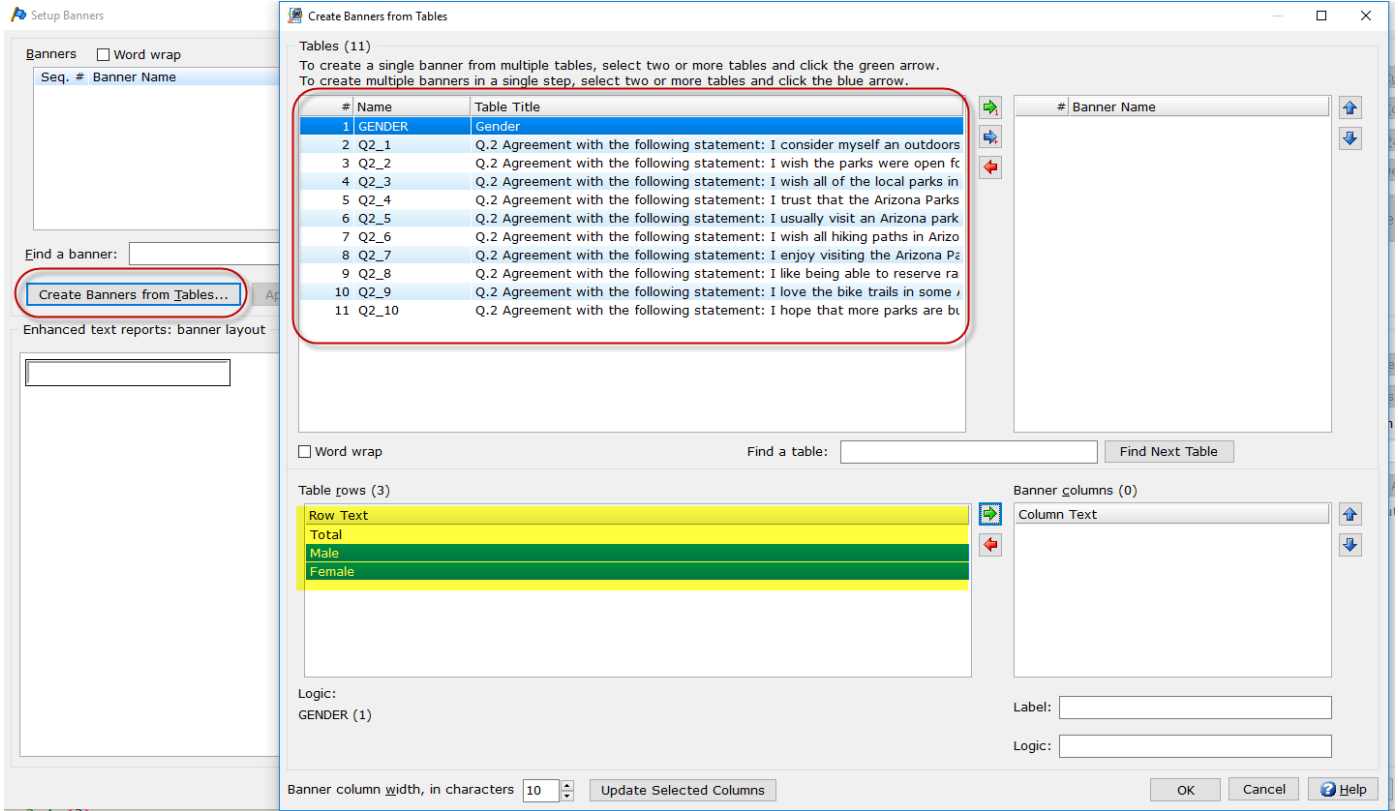 Setup Banners
Banners Word wrap
Seq. # Banner Name
Find a banner:
Create Banners from Tables...
Enhanced text reports: banner layout
Create Banners from Tables
Tables (11)
To create a single banner from multiple tables, select two or more tables and click the green arrow.
To create multiple banners in a single step, select two or more tables and click the blue arrow.
# Name Table Title
1 GENDER Gender
2 Q2_1 Q.2 Agreement with the following statement: I consider myself an outdoors
3 Q2_2 Q.2 Agreement with the following statement: I wish the parks were open
4 Q2_3 Q.2 Agreement with the following statement: I wish all of the local parks in
5 Q2_4 Q.2 Agreement with the following statement: I trust that the Arizona Parks
6 Q2_5 Q.2 Agreement with the following statement: I usually visit an Arizona park
7 Q2_6 Q.2 Agreement with the following statement: I wish all hiking paths in Arizo
8 Q2_7 Q.2 Agreement with the following statement: I enjoy visiting the Arizona
9 Q2_8 Q.2 Agreement with the following statement: I like being able to reserve ra
10 Q2_9 Q.2 Agreement with the following statement: I love the bike trails in some
11 Q2_10 Q.2 Agreement with the following statement: I hope that more parks are
# Banner Name
Word wrap
Find a table:
Find Next Table
Table rows (3)
Row Text
Total
Male
Female
Banner columns (0)
Column Text
Logic:
GENDER (1)
Label:
Logic:
Banner column width, in characters 10
Update Selected Columns
OK
Cancel
Help